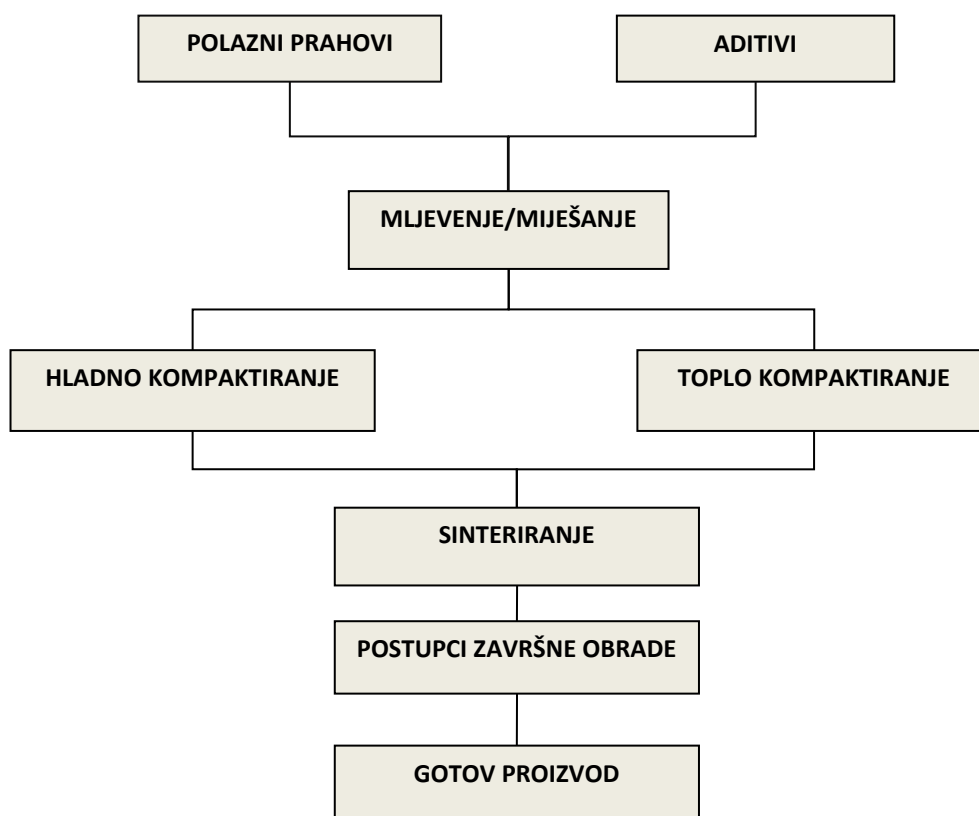 POLAZNI PRAHOVI
ADITIVI
MLJEVENJE/MIJEŠANJE
HLADNO KOMPAKTIRANJE
TOPLO KOMPAKTIRANJE
SINTERIRANJE
POSTUPCI ZAVRŠNE OBRADE
GOTOV PROIZVOD